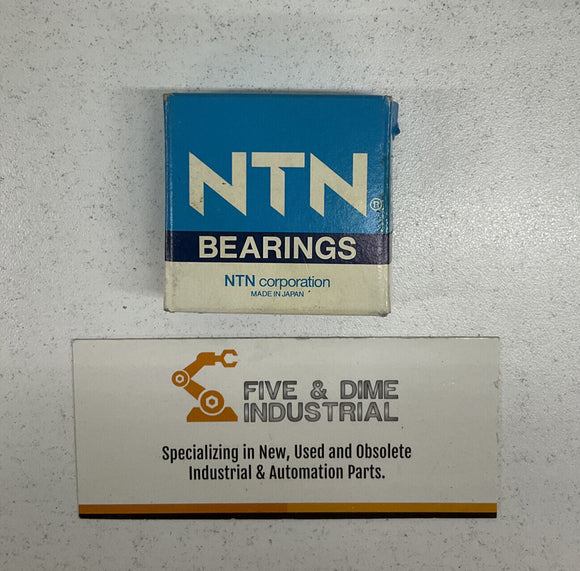 NTN®
BEARINGS
NTN corporation
MADE IN JAPAN
FIVE & DIME
INDUSTRIAL
Specializing in New, Used and Obsolete
Industrial & Automation Parts.